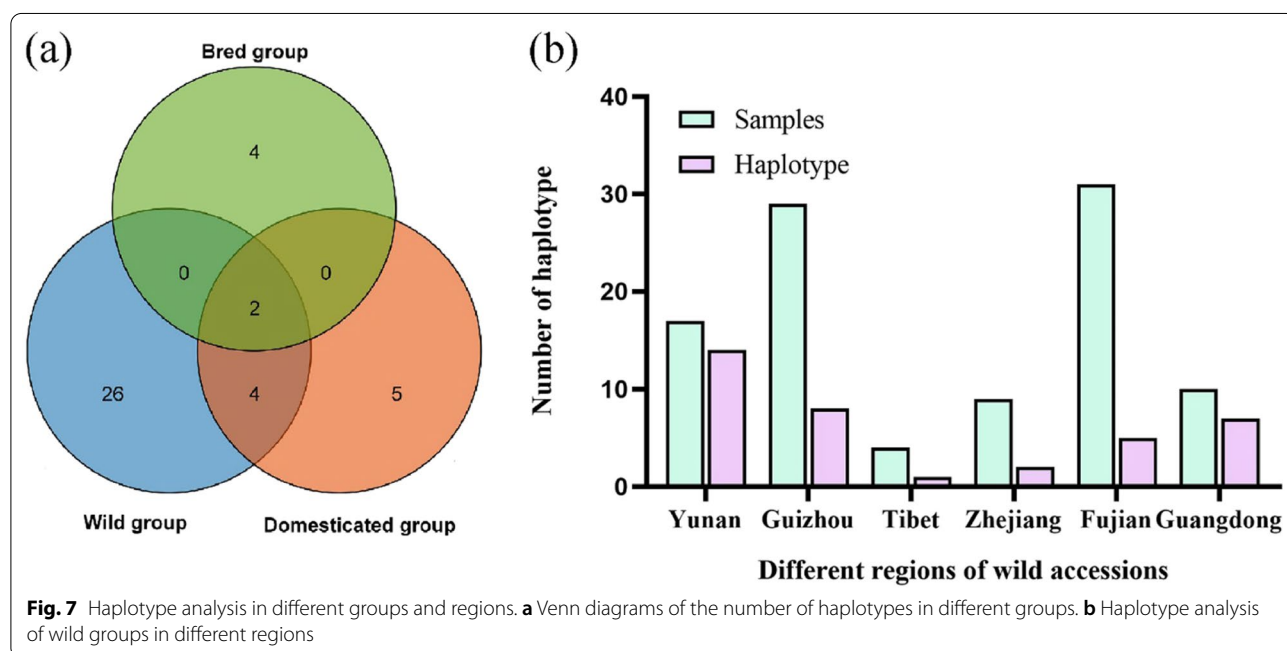 (a)
Bred group
4
0
0
2
26
4
5
Wild group
Domesticated group
(b)
Number of haplotype
40
30
20
10
0
Samples
Haplotype
Yunan Guizhou Tibet Zhejiang Fujian Guangdong
Different regions of wild accessions
Fig. 7 Haplotype analysis in different groups and regions. a Venn diagrams of the number of haplotypes in different groups. b Haplotype analysis
of wild groups in different regions